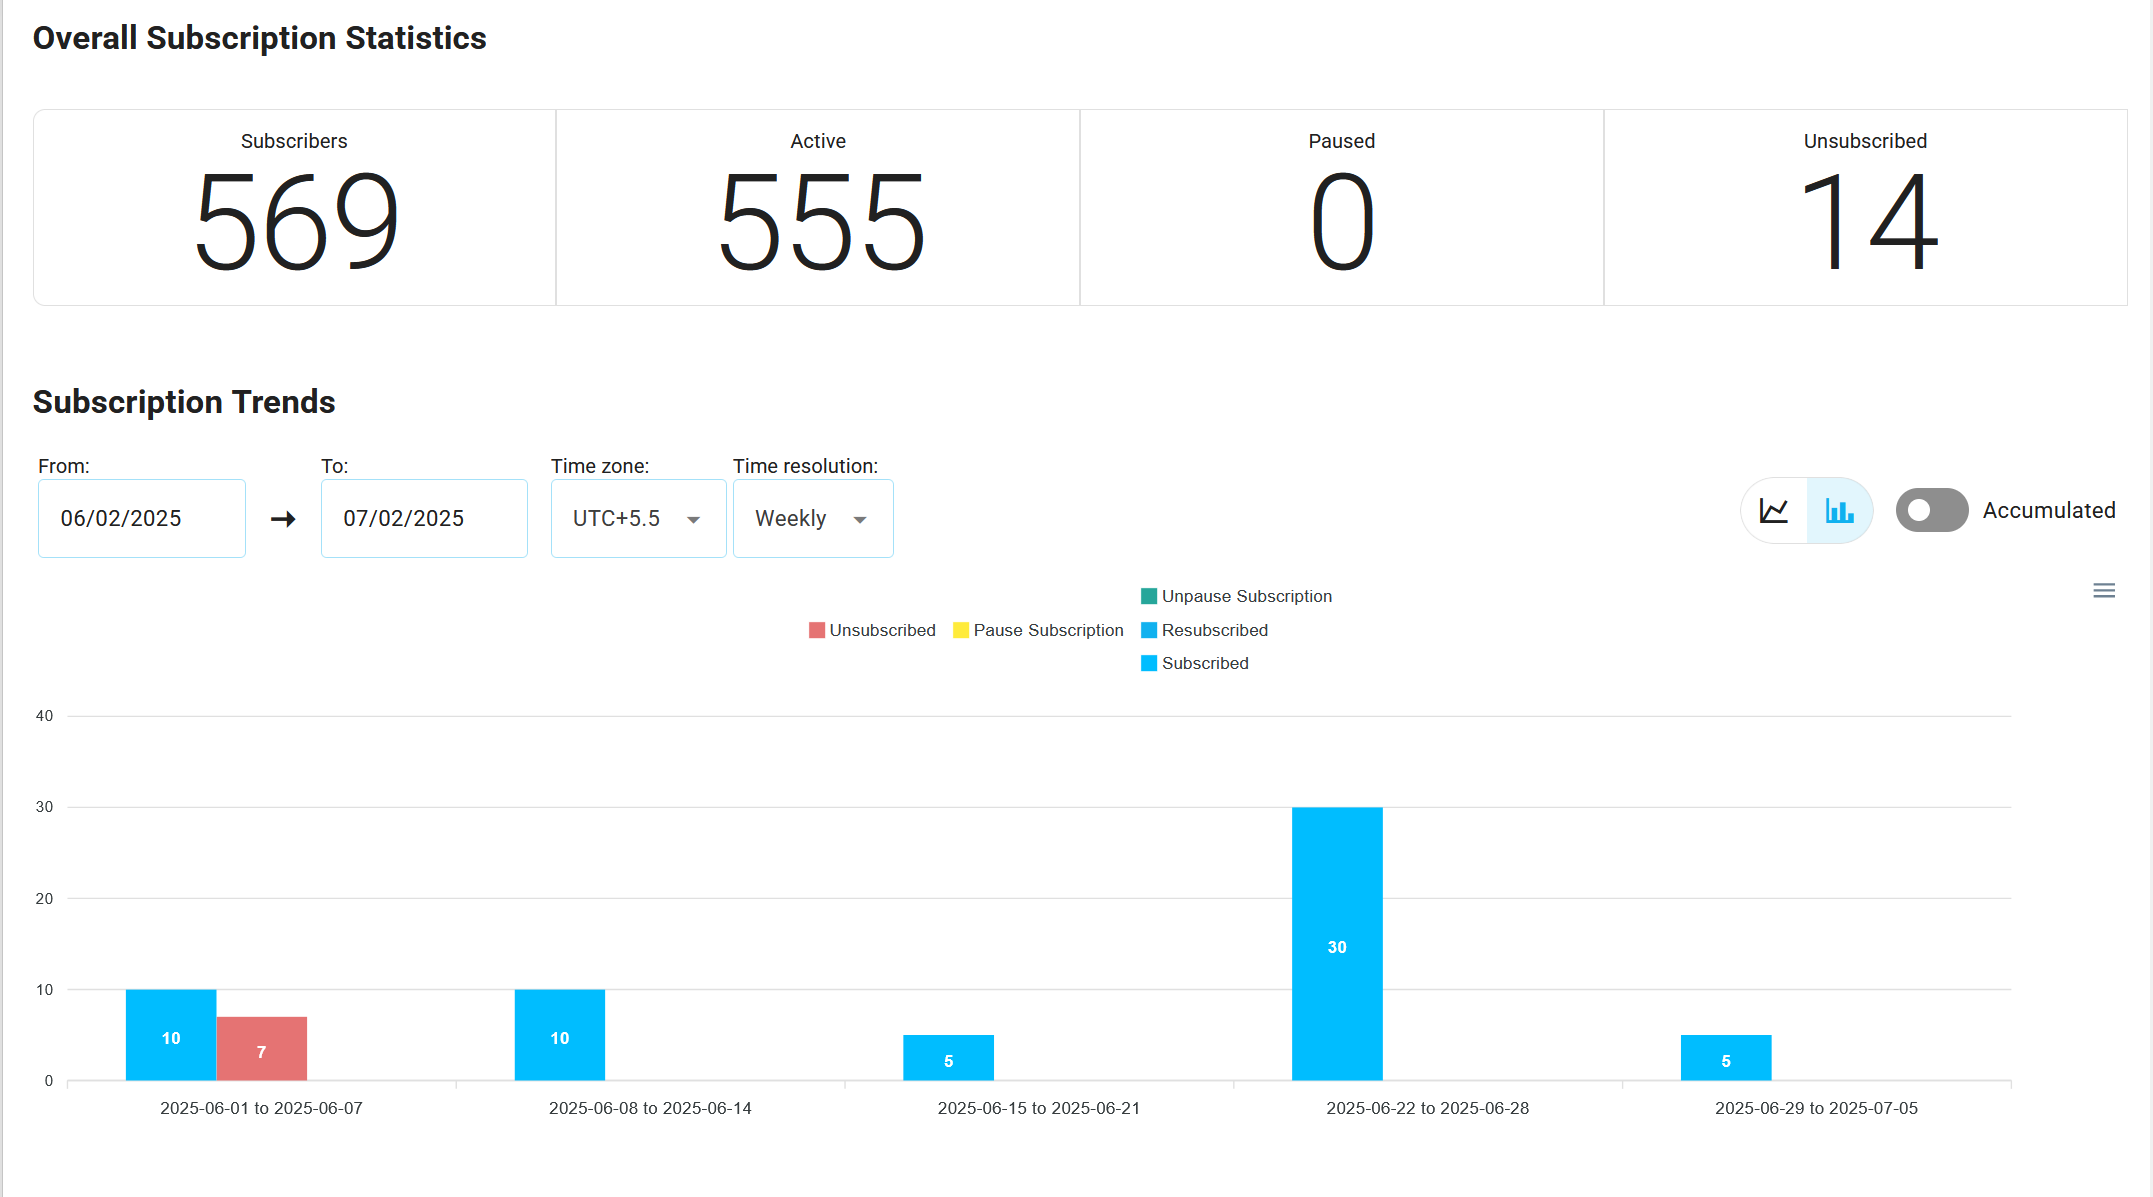 Overall Subscription Statistics
Subscribers
569
Active
555
Paused
0
Unsubscribed
14
Subscription Trends
From:
06/02/2025
To:
07/02/2025
Time zone:
UTC+5.5
Time resolution:
Weekly
Accumulated
Unpause Subscription
Unsubscribed
Pause Subscription
Resubscribed
Subscribed
40
30
20
10
0
10
7
10
5
30
5
2025-06-01 to 2025-06-07
2025-06-08 to 2025-06-14
2025-06-15 to 2025-06-21
2025-06-22 to 2025-06-28
2025-06-29 to 2025-07-05